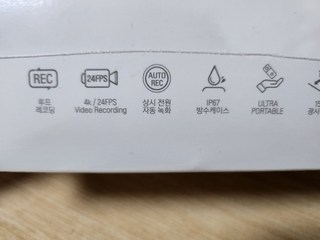 REC
24FPS
AUTO
REC
루프
레코딩
4k / 24FPS
Video Recording
상시 전원
자동 녹화
IP67
방수케이스
ULTRA
PORTABLE